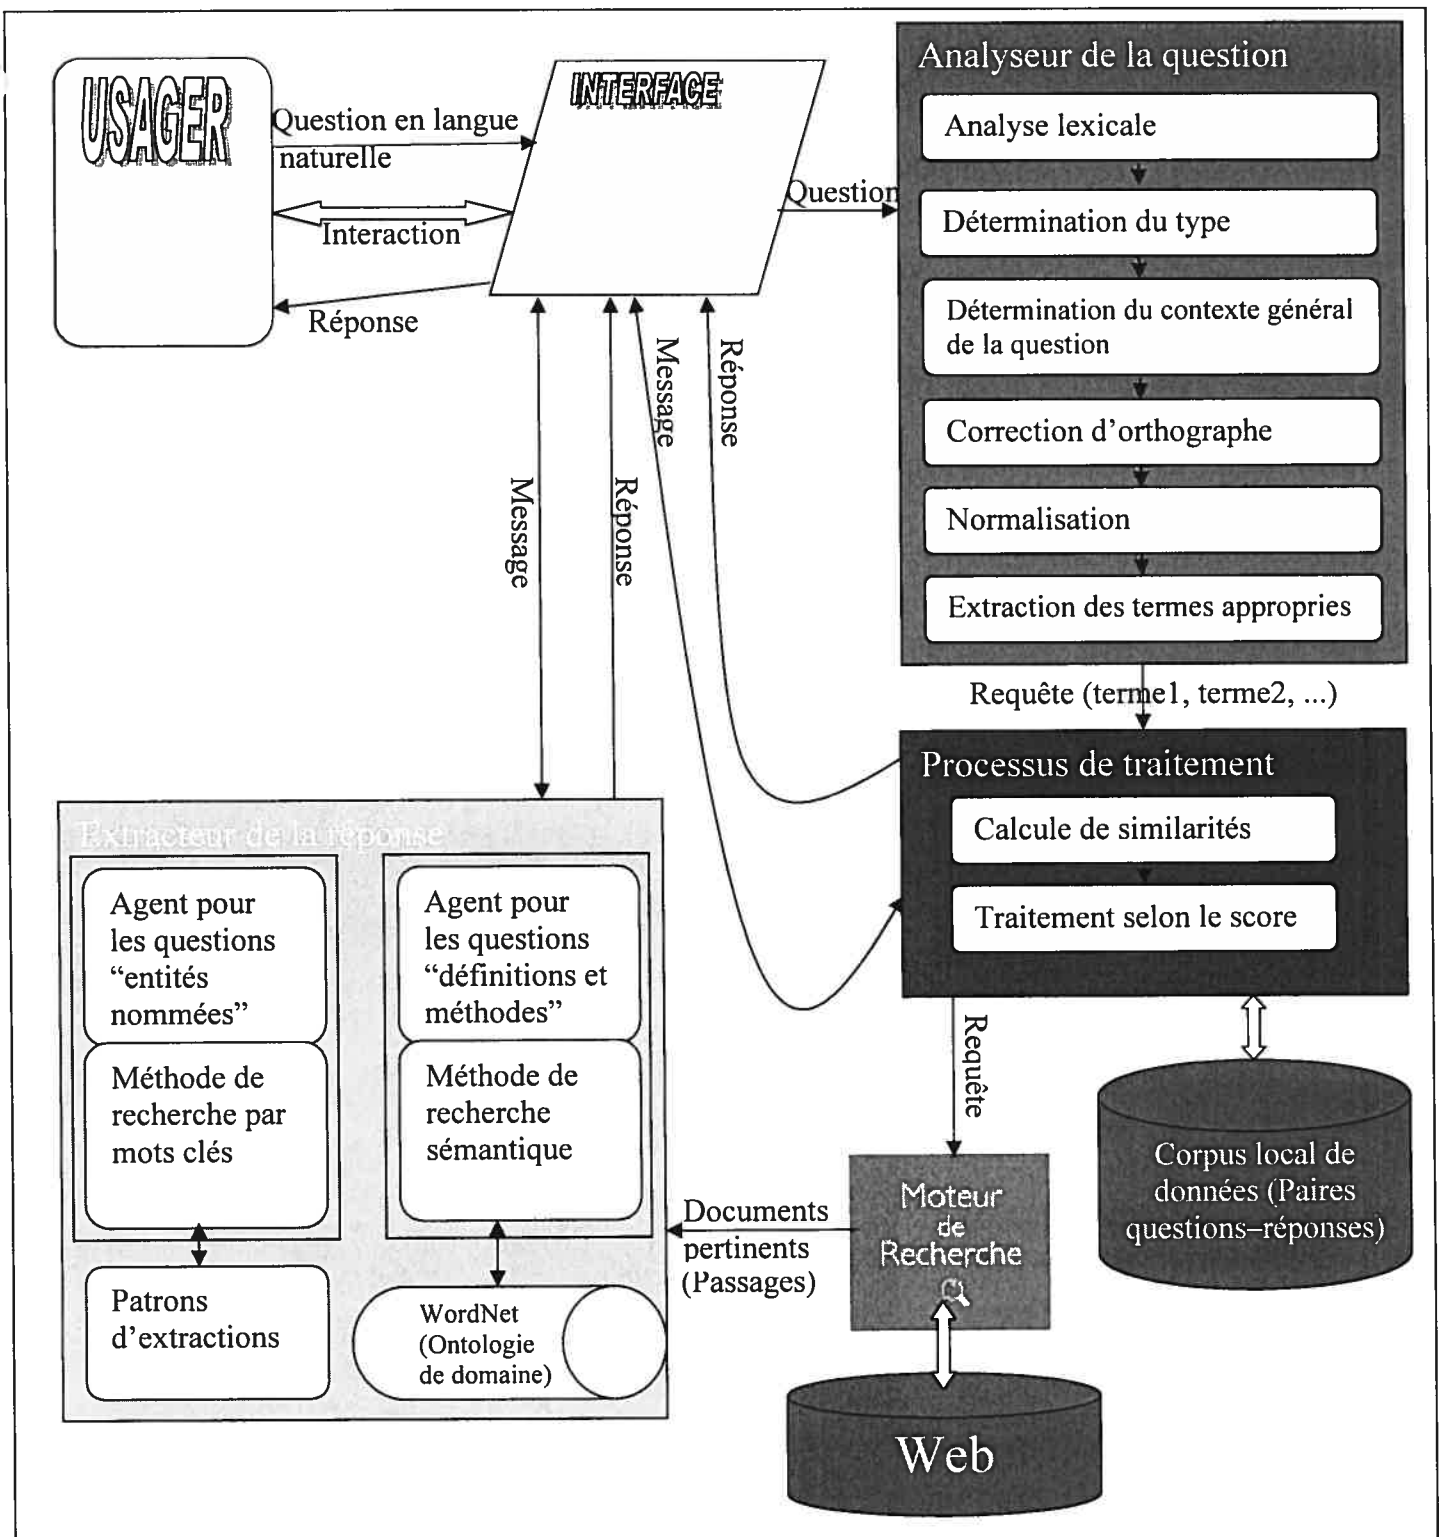 USAGER
Question en langue
naturelle
Interaction
Réponse
INTERFACE
Question
Analyseur de la question
Analyse lexicale
Détermination du type
Détermination du contexte général
de la question
Correction d'orthographe
Normalisation
Extraction des termes appropries
Requête (terme1, terme2, ...)
Message
Réponse
Message
Réponse
Processus de traitement
Calcule de similarités
Traitement selon le score
Requête
Corpus local de
données (Paires
questions–réponses)
Moteur
de
Recherche
Web
Documents
pertinents
(Passages)
Extracteur de la réponse
Agent pour
les questions
“entités
nommées”
Méthode de
recherche par
mots clés
Patrons
d'extractions
Agent pour
les questions
“définitions et
méthodes”
Méthode de
recherche
sémantique
WordNet
(Ontologie
de domaine)